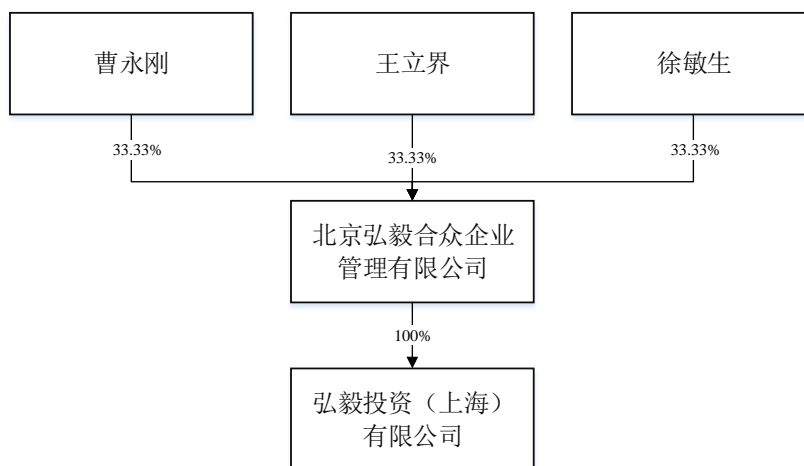 曹永刚
王立界
徐敏生
33.33%
33.33%
33.33%
北京弘毅合众企业
管理有限公司
100%
弘毅投资（上海）
有限公司